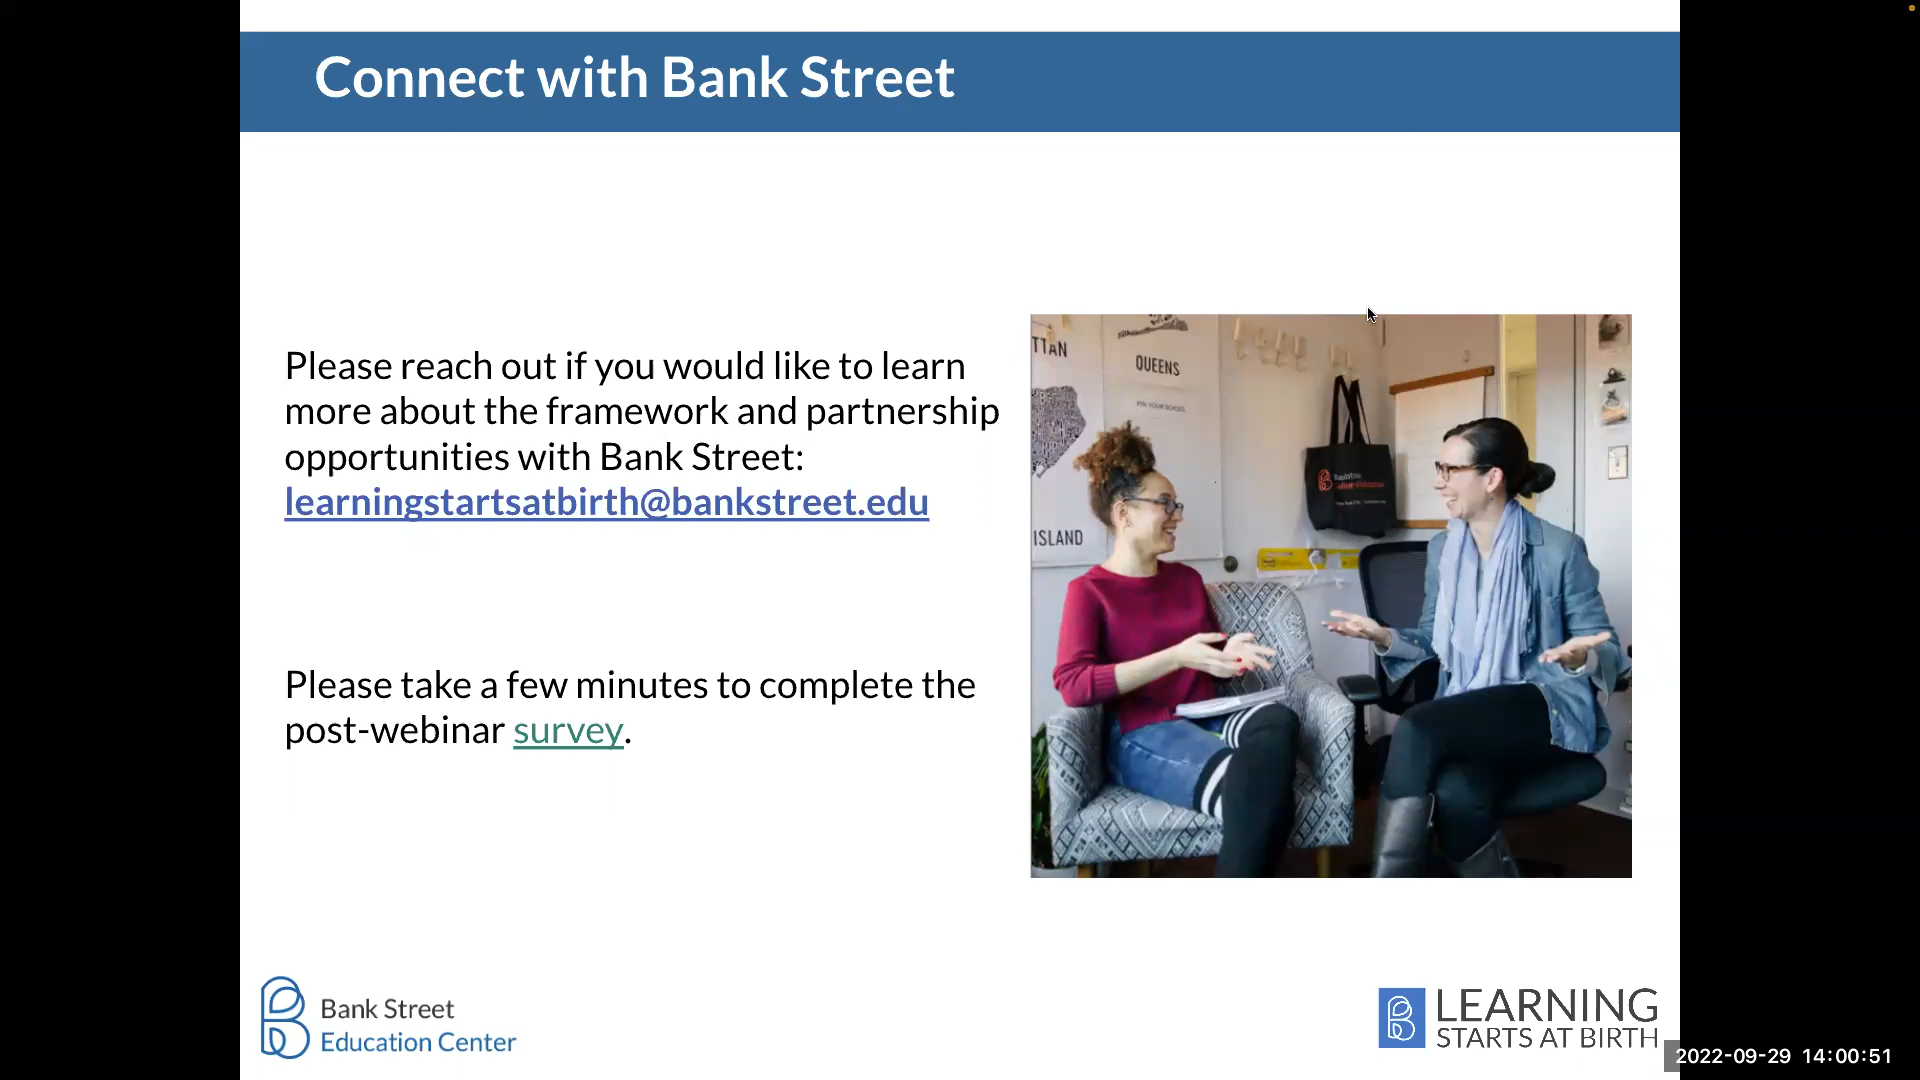 Connect with Bank Street
Please reach out if you would like to learn
more about the framework and partnership
opportunities with Bank Street:
learningstartsatbirth@bankstreet.edu
Please take a few minutes to complete the
post-webinar survey.
TTAN
QUEENS
ISLAND
Bank Street
Education Center
LEARNING
STARTS AT BIRTH
2022-09-29 14:00:51